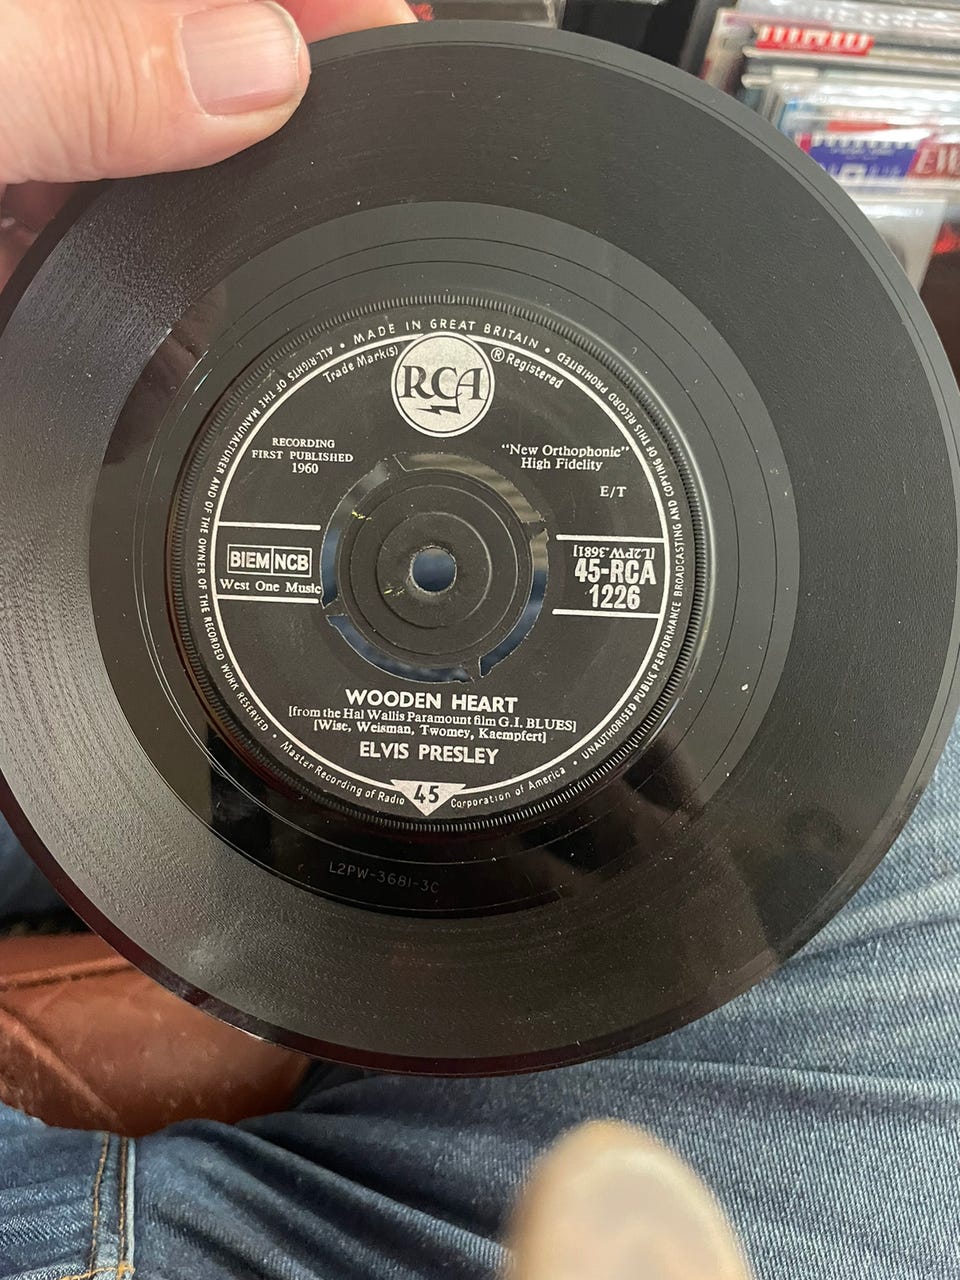 ALL RIGHTS OF THE MANUFACTURER AND OF THE OWNER OF THE RECORDED WORK RESERVED • MADE IN GREAT BRITAIN • UNAUTHORISED PUBLIC PERFORMANCE BROADCASTING AND COPYING OF THIS RECORD PROHIBITED
Trade Mark(s) ® Registered
RCA
RECORDING
FIRST PUBLISHED
1960
"New Orthophonic"
High Fidelity
E/T
BIEM NCB
West One Music
[L2PW.3681]
45-RCA
1226
WOODEN HEART
[from the Hal Wallis Paramount film G.I. BLUES]
[Wise, Weisman, Twomey, Kaempfert]
ELVIS PRESLEY
Master Recording of Radio Corporation of America
45
L2PW-3681-3C